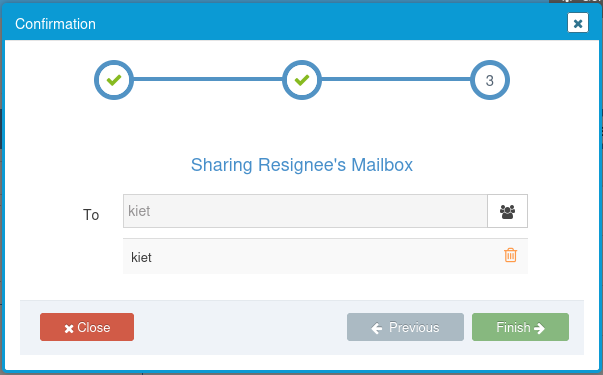 Confirmation
3
Sharing Resignee's Mailbox
To
kiet
kiet
Close
Previous
Finish